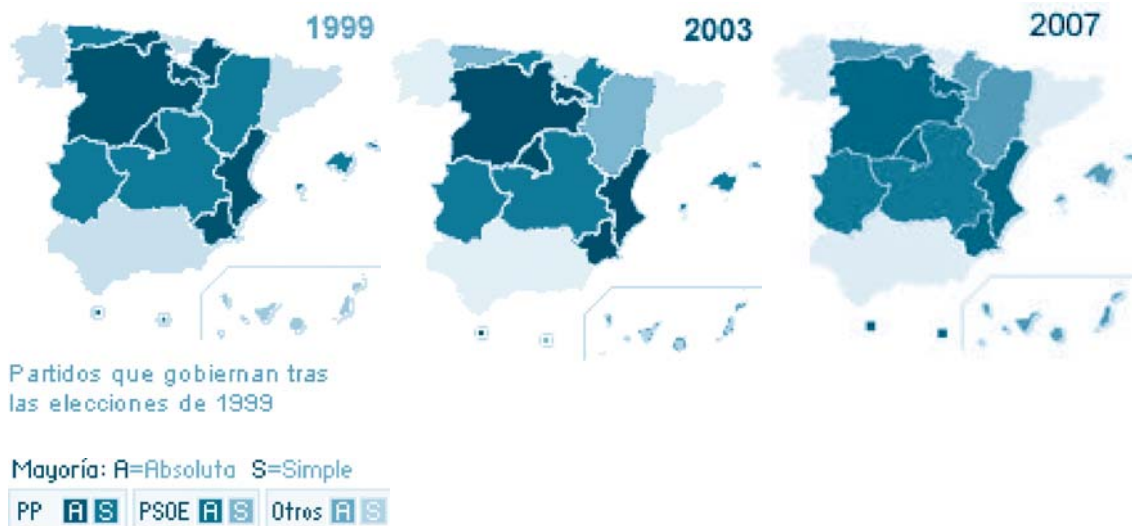 1999
2003
2007
Partidos que gobiernan tras
las elecciones de 1999
Mayoría: A=Absoluta S=Simple
PP A S PSOE A S Otros A S